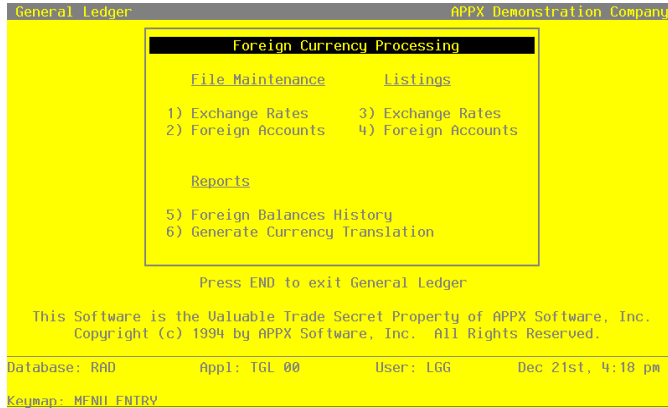 General Ledger APPX Demonstration Company
Foreign Currency Processing
File Maintenance Listings
1) Exchange Rates 3) Exchange Rates
2) Foreign Accounts 4) Foreign Accounts
Reports
5) Foreign Balances History
6) Generate Currency Translation
Press END to exit General Ledger
This Software is the Valuable Trade Secret Property of APPX Software, Inc.
Copyright (c) 1994 by APPX Software, Inc. All Rights Reserved.
Database: RAD Appl: TGL 00 User: LGG Dec 21st, 4:18 pm
Keymap: MENU ENTRY